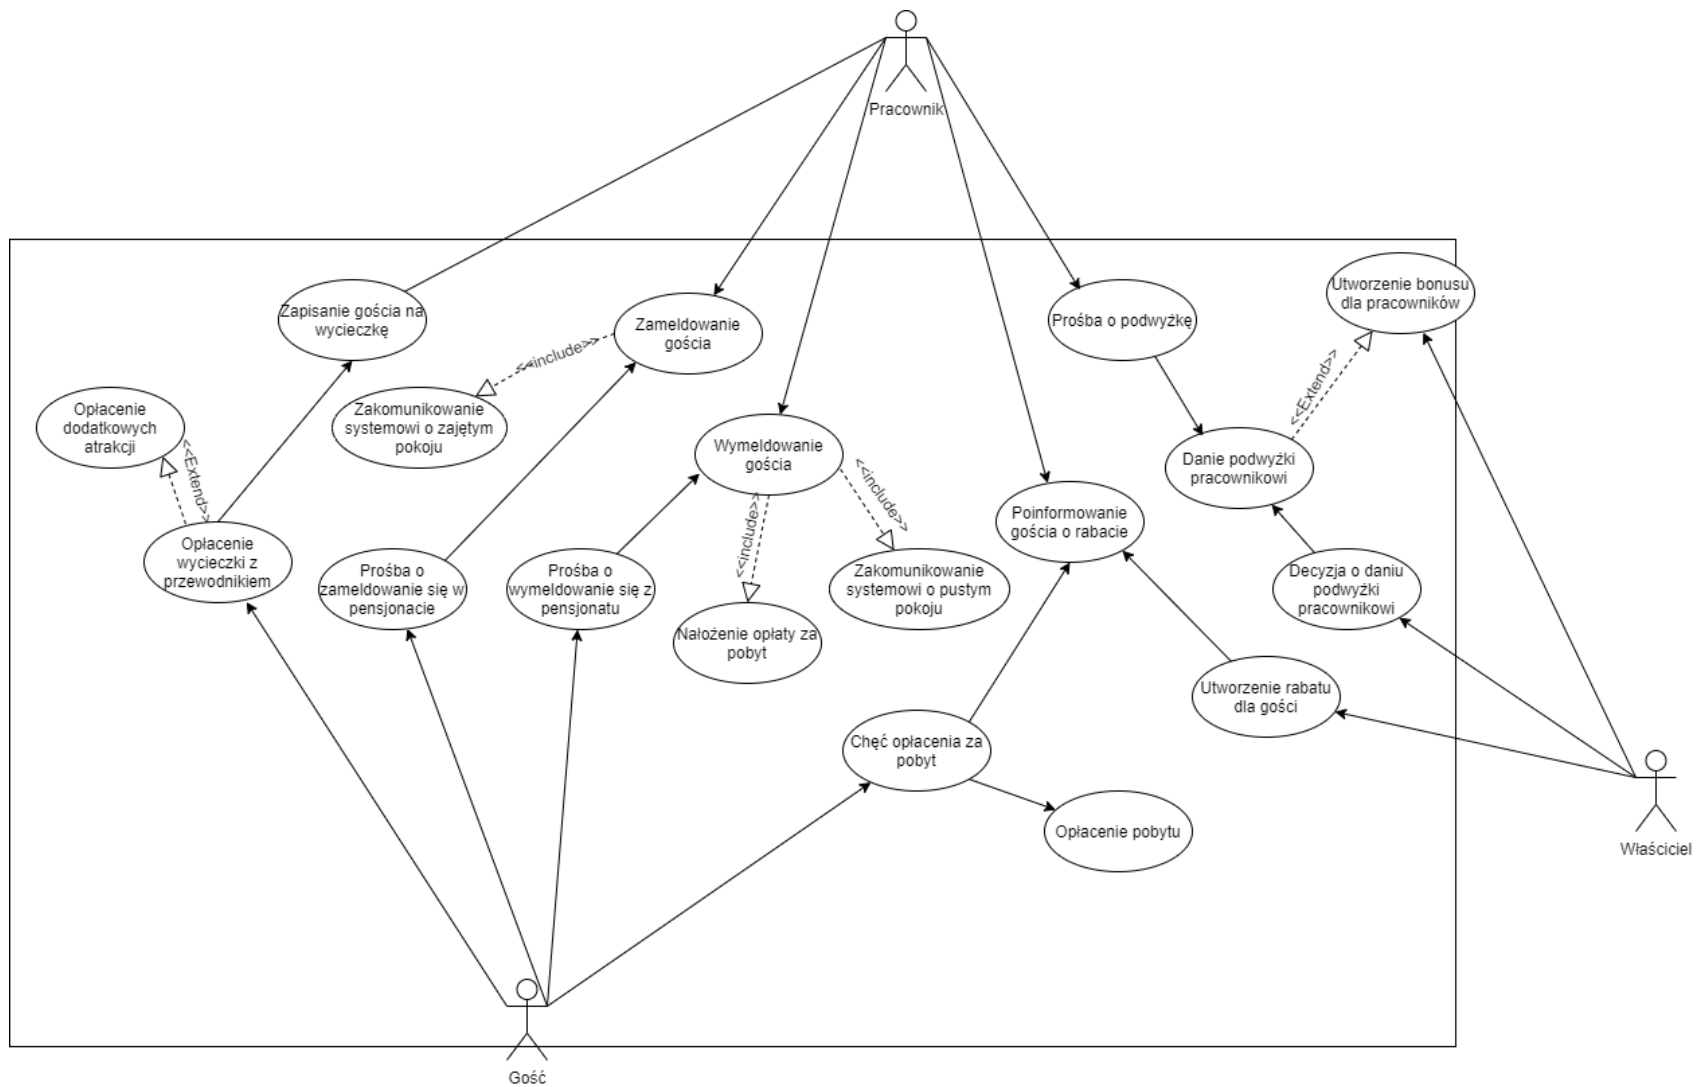 Pracownik
Utworzenie bonusu
dla pracowników
Zapisanie gościa na
wycieczkę
Zameldowanie
gościa
Prośba o podwyżkę
<<include>>
<<Extend>>
Opłacenie
dodatkowych
atrakcji
Zakomunikowanie
systemowi o zajętym
pokoju
Wymeldowanie
gościa
Danie podwyżki
pracownikowi
<<Extend>>
<<include>>
<<include>>
Poinformowanie
gościa o rabacie
Opłacenie
wycieczki z
przewodnikiem
Prośba o
zameldowanie się w
pensjonacie
Prośba o
wymeldowanie się z
pensjonatu
Zakomunikowanie
systemowi o pustym
pokoju
Decyzja o daniu
podwyżki
pracownikowi
Nałożenie opłaty za
pobyt
Utworzenie rabatu
dla gości
Chęć opłacenia za
pobyt
Opłacenie pobytu
Właściciel
Gość